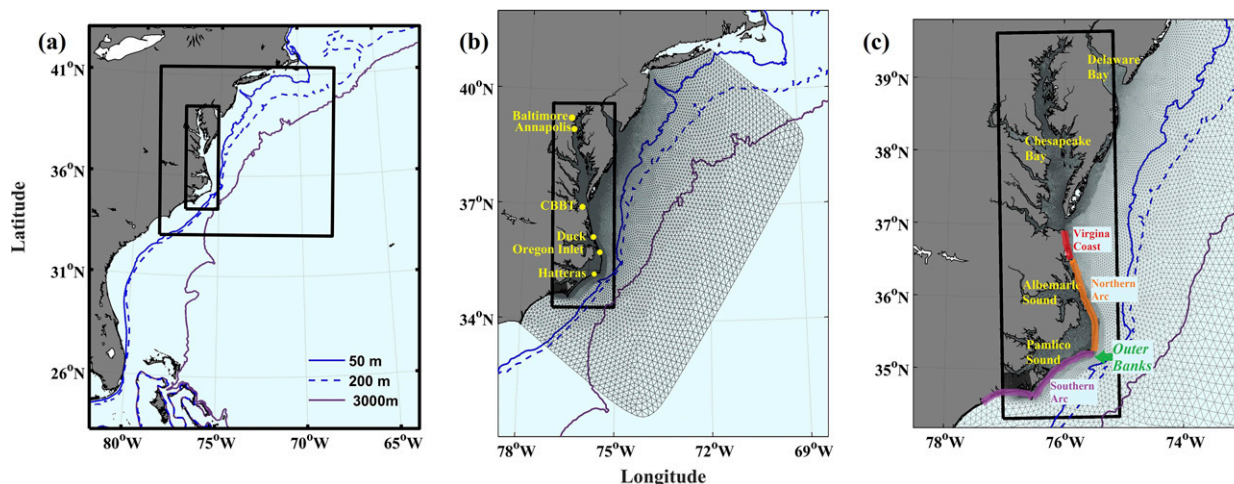 (a)
41°N
36°N
31°N
26°N
50 m
200 m
3000m
80°W
75°W
70°W
65°W
Latitude
(b)
40°N
37°N
34°N
Baltimore
Annapolis
CBBT
Duck
Oregon Inlet
Hatteras
78°W
75°W
72°W
69°W
Longitude
(c)
39°N
38°N
37°N
36°N
35°N
Delaware
Bay
Chesapeake
Bay
Virgina
Coast
Albemarle
Sound
Northern
Arc
Pamlico
Sound
Outer
Banks
Southern
Arc
78°W
76°W
74°W